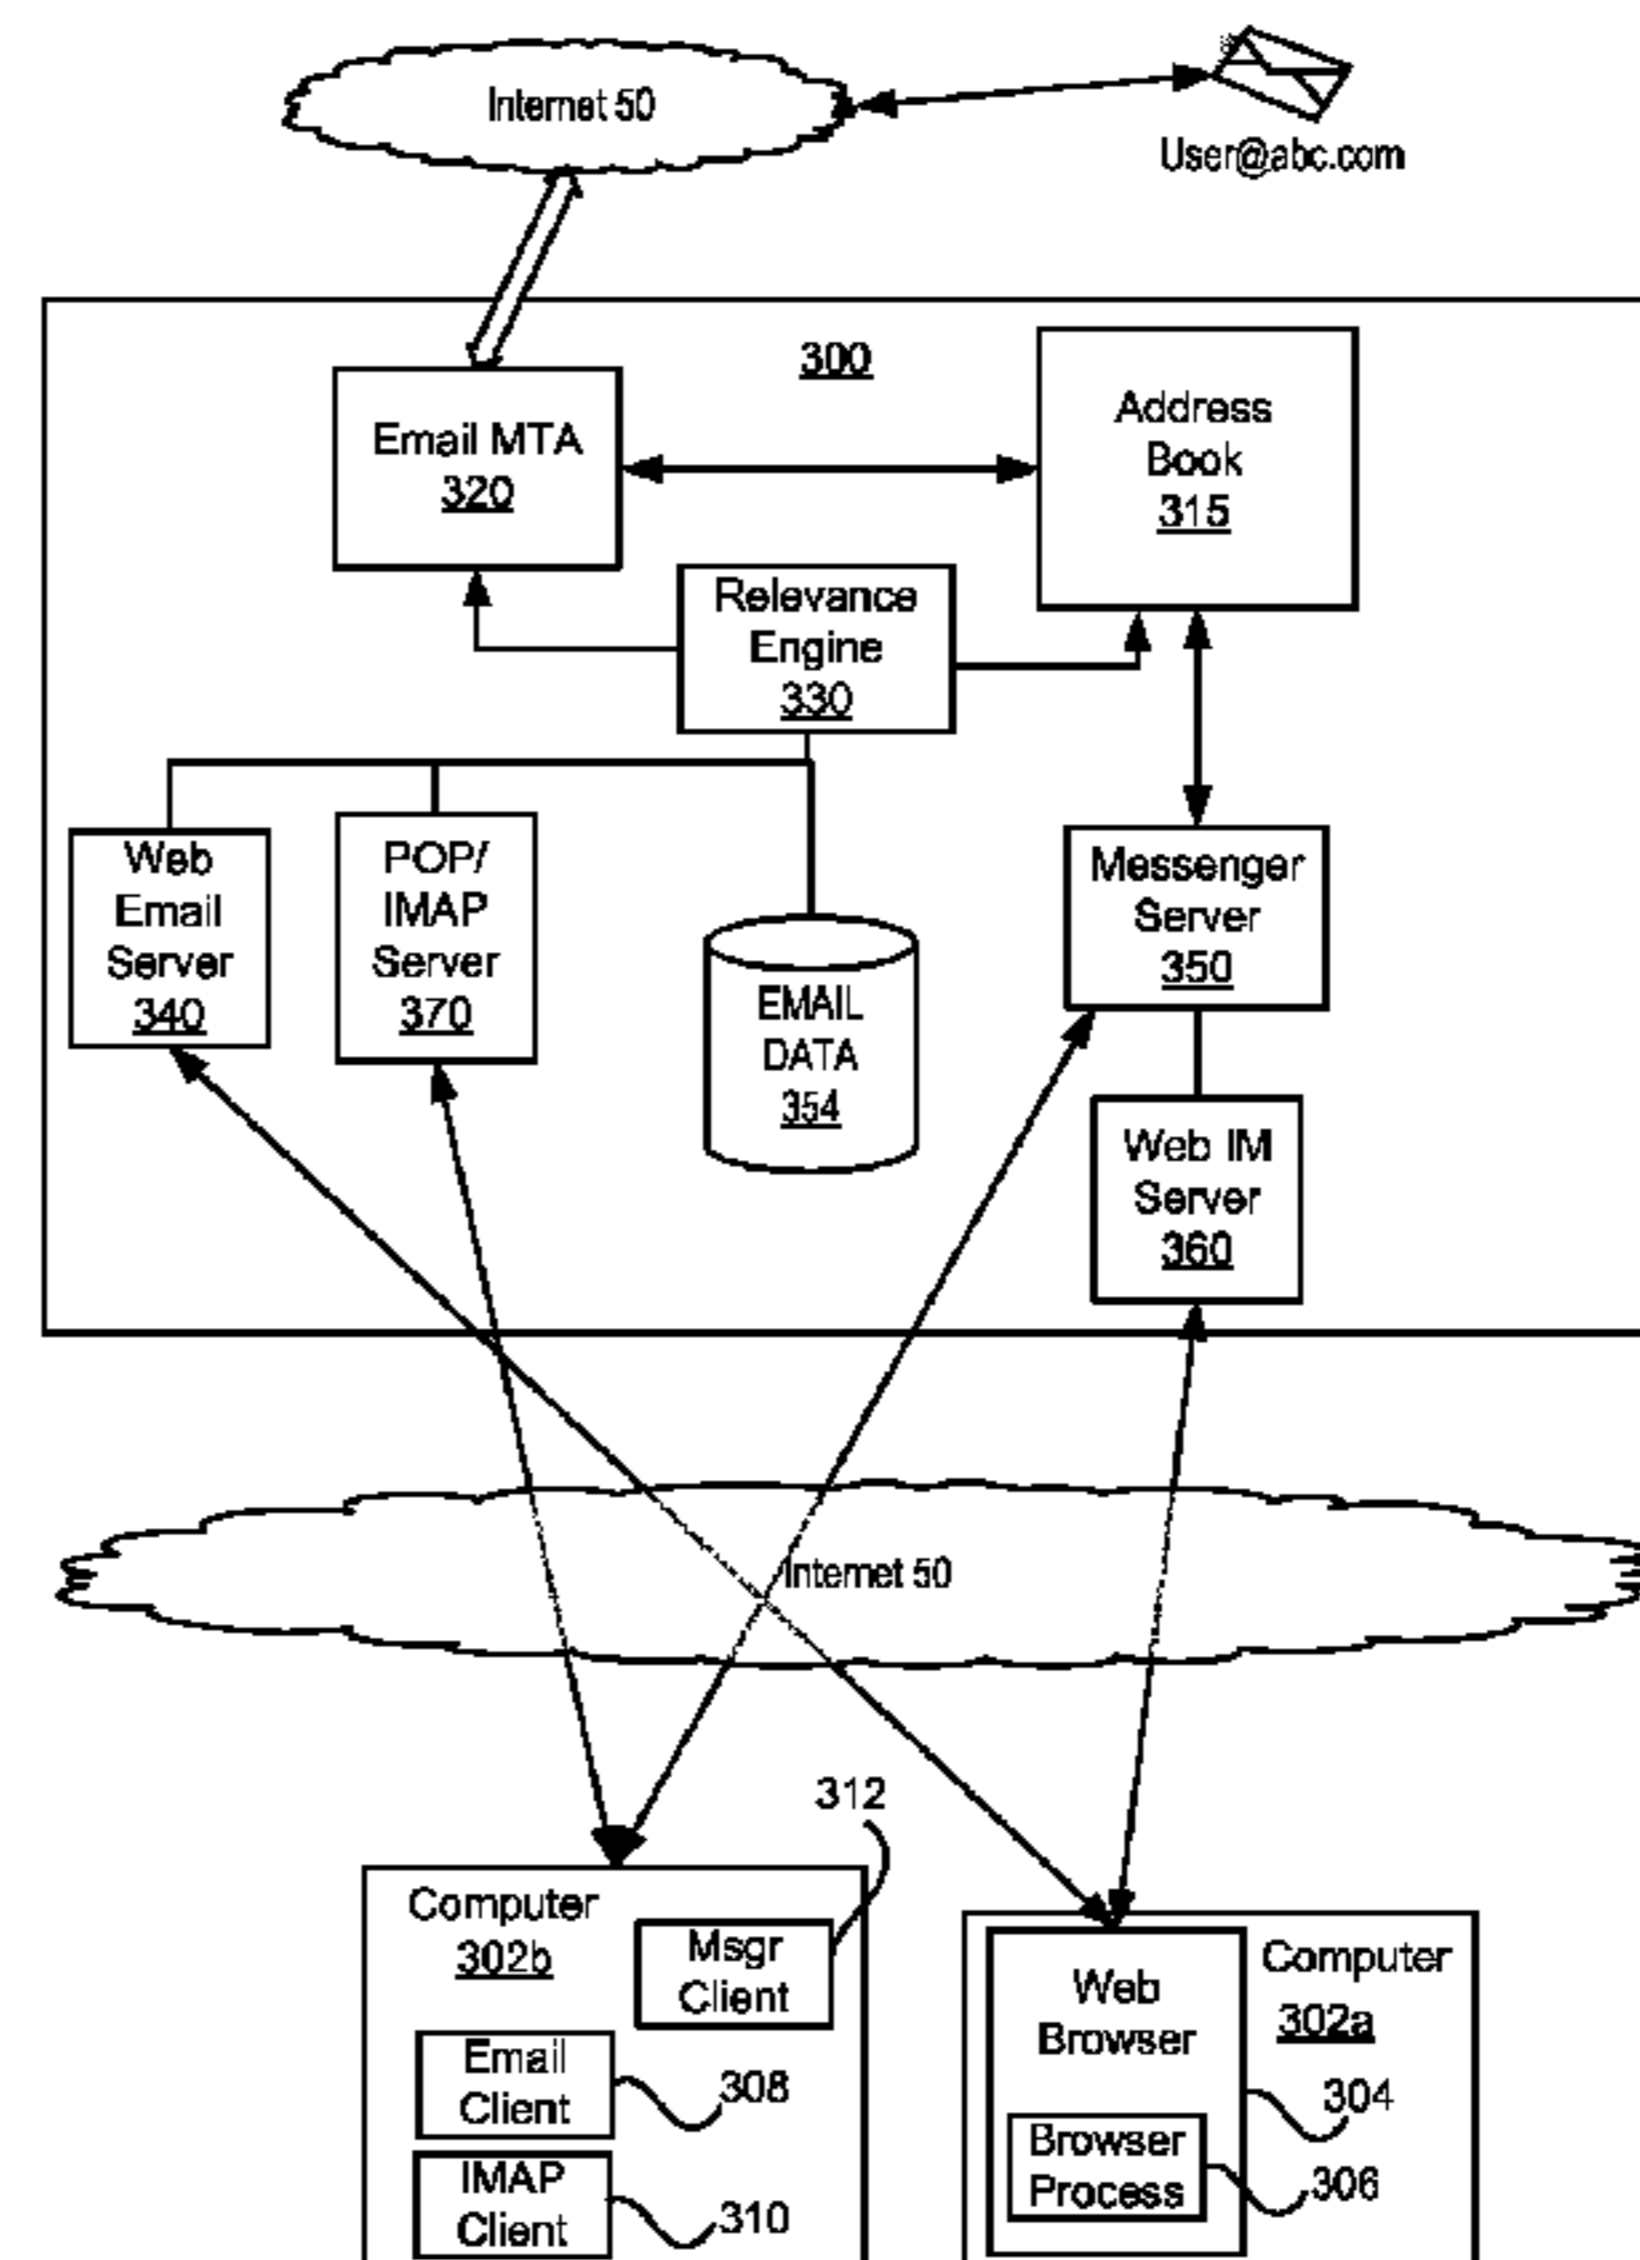 Internet 50
User@abc.com
300
Email MTA
320
Address
Book
315
Relevance
Engine
330
Web
Email
Server
340
POP/
IMAP
Server
370
EMAIL
DATA
354
Messenger
Server
350
Web IM
Server
360
Internet 50
312
Computer
302b
Msgr
Client
Email
Client
308
IMAP
Client
310
Web
Browser
Computer
302a
304
Browser
Process
306